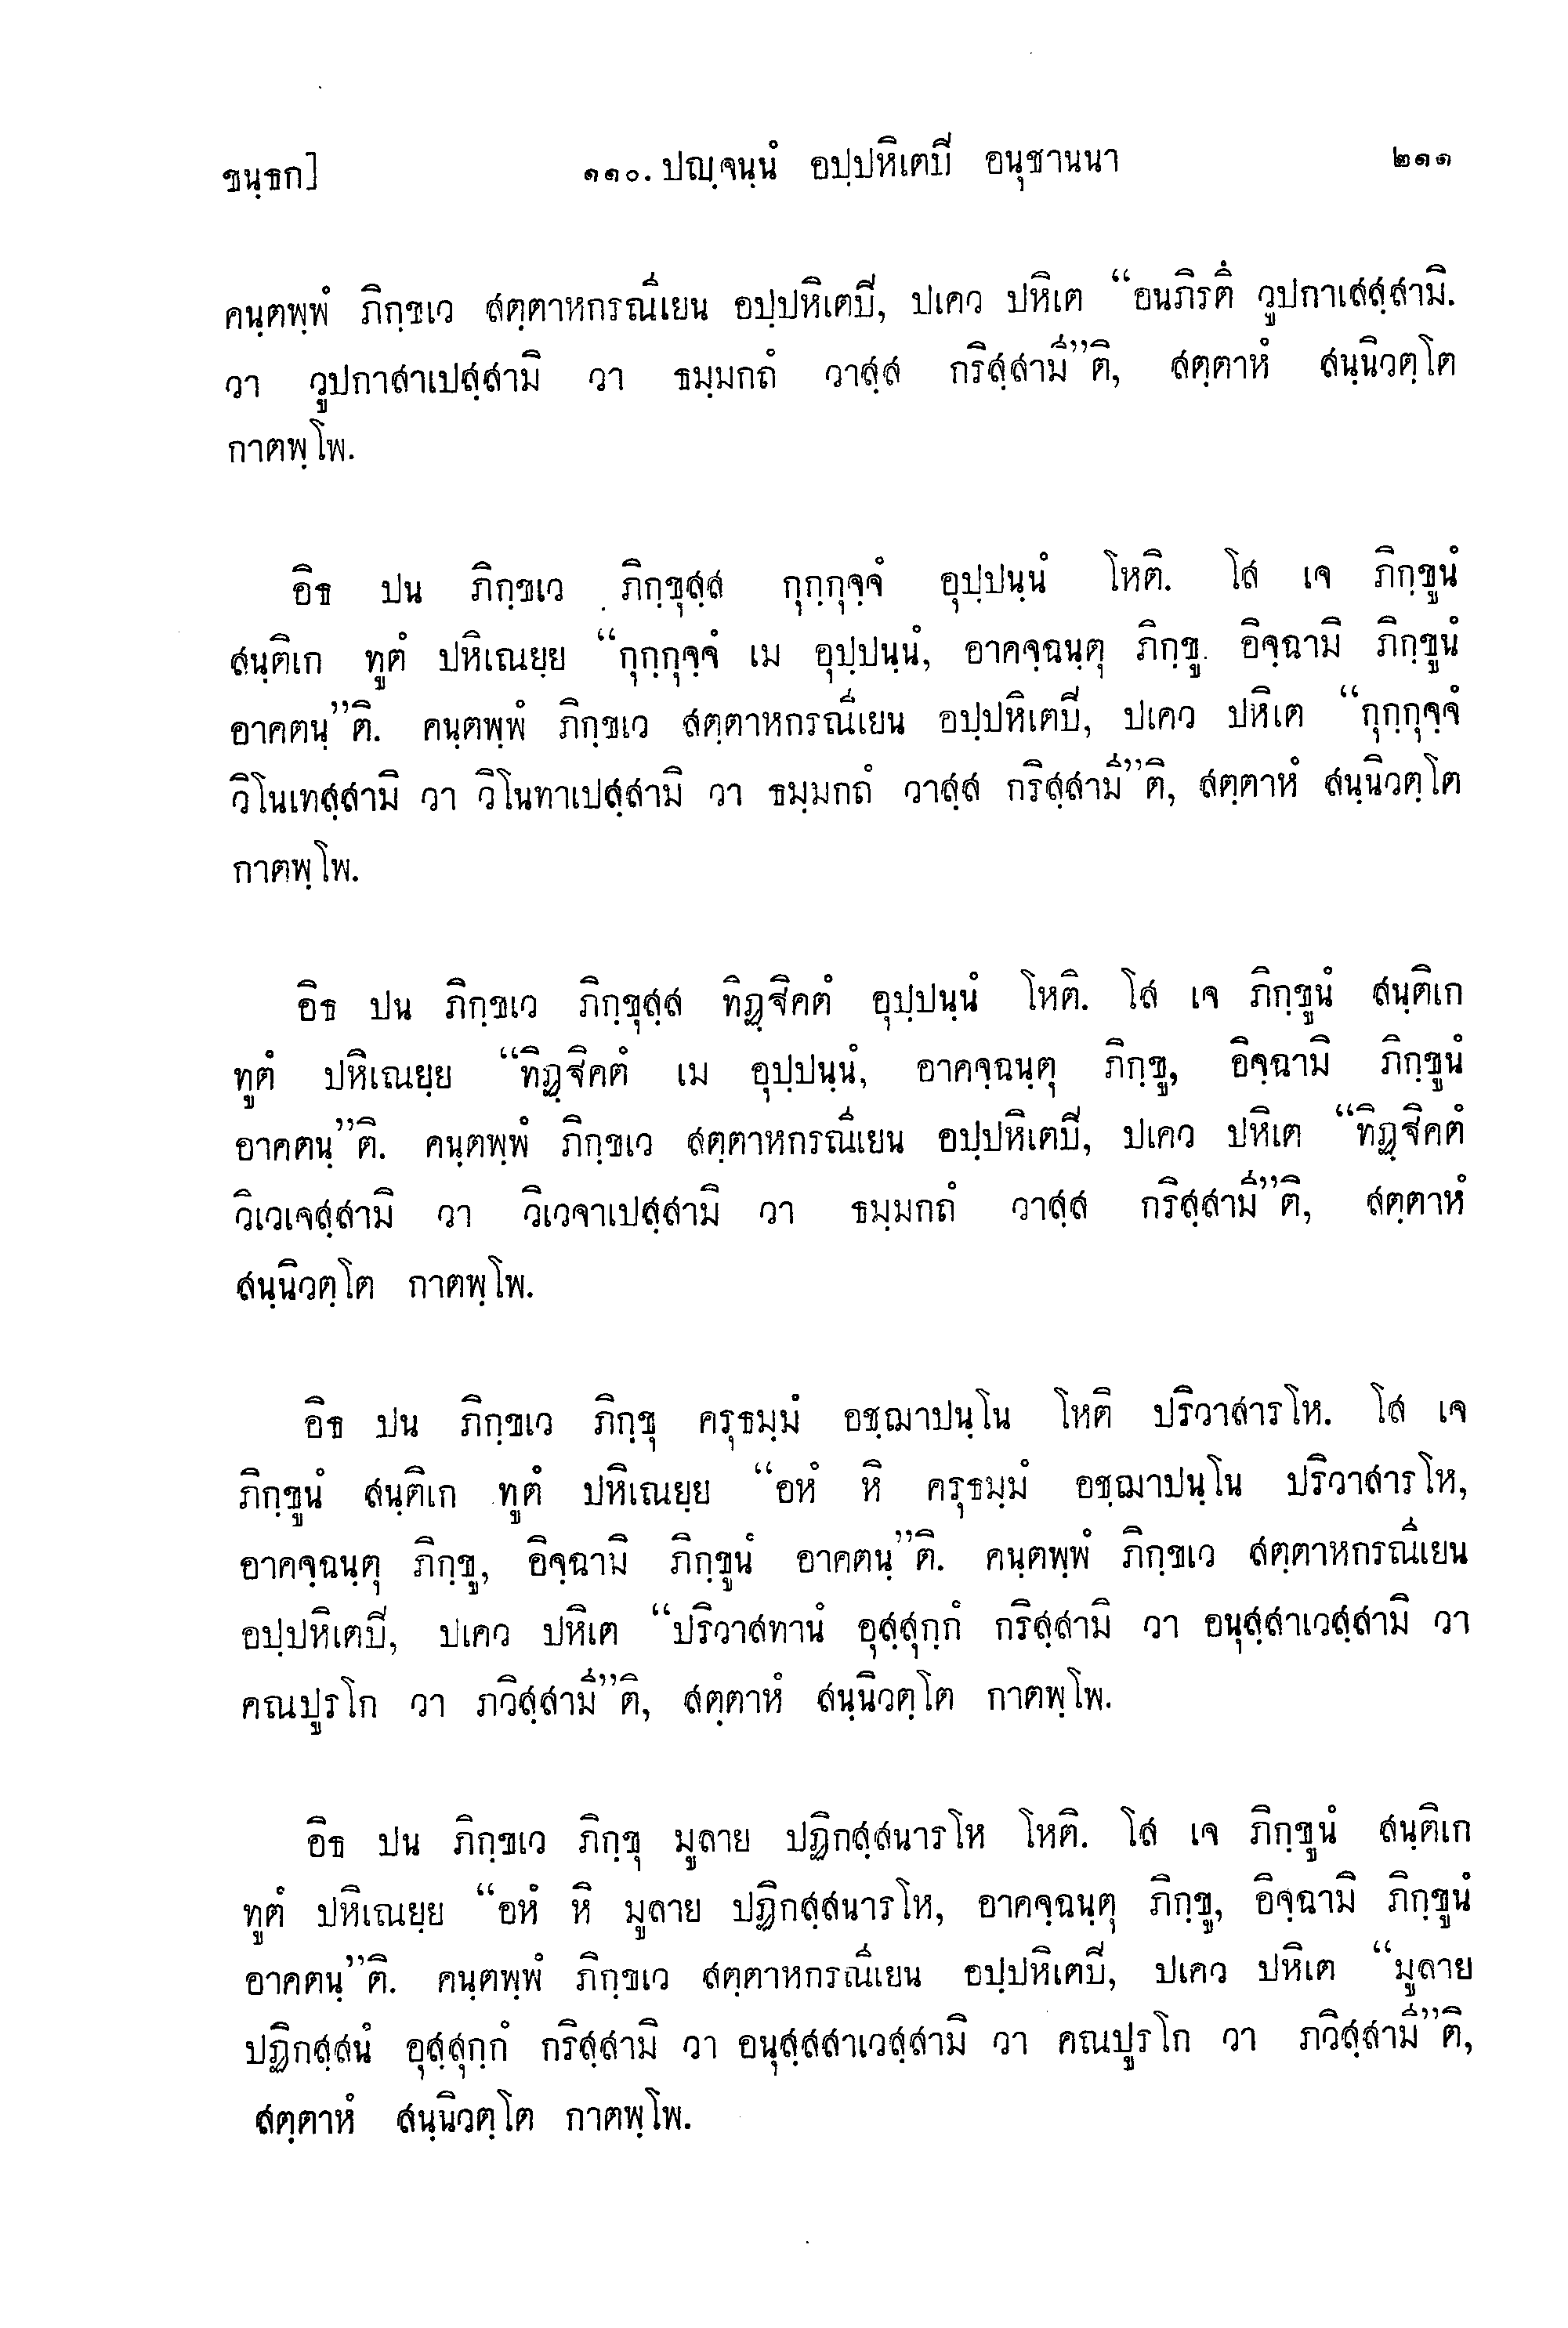 ขนฺธก] ๑๑๐. ปญฺจนฺนํ อปฺปหิเตปี อนุชานนา ๒๑๑
คนฺตพฺพํ ภิกฺขเว สตฺตาหกรณีเยน อปฺปหิเตปี, ปเคว ปหิเต “อนภิรตึ วูปกาเสสฺสามิ.
วา วูปกาสาเปสฺสามิ วา ธมฺมกถํ วาสฺส กริสฺสามี”ติ, สตฺตาหํ สนฺนิวตฺโต
กาตพฺโพ.
อิธ ปน ภิกฺขเว ภิกฺขุสฺส กุกฺกุจฺจํ อุปฺปนฺนํ โหติ. โส เจ ภิกฺขูนํ
สนฺติเก ทูตํ ปหิเณยฺย “กุกฺกุจฺจํ เม อุปฺปนฺนํ, อาคจฺฉนฺตุ ภิกฺขู. อิจฺฉามิ ภิกฺขูนํ
อาคตนฺ”ติ. คนฺตพฺพํ ภิกฺขเว สตฺตาหกรณีเยน อปฺปหิเตปี, ปเคว ปหิเต “กุกฺกุจฺจํ
วิโนเทสฺสามิ วา วิโนทาเปสฺสามิ วา ธมฺมกถํ วาสฺส กริสฺสามี”ติ, สตฺตาหํ สนฺนิวตฺโต
กาตพฺโพ.
อิธ ปน ภิกฺขเว ภิกฺขุสฺส ทิฏฺฐิคตํ อุปฺปนฺนํ โหติ. โส เจ ภิกฺขูนํ สนฺติเก
ทูตํ ปหิเณยฺย “ทิฏฺฐิคตํ เม อุปฺปนฺนํ, อาคจฺฉนฺตุ ภิกฺขู, อิจฺฉามิ ภิกฺขูนํ
อาคตนฺ”ติ. คนฺตพฺพํ ภิกฺขเว สตฺตาหกรณีเยน อปฺปหิเตปี, ปเคว ปหิเต “ทิฏฺฐิคตํ
วิเวเจสฺสามิ วา วิเวจาเปสฺสามิ วา ธมฺมกถํ วาสฺส กริสฺสามี”ติ, สตฺตาหํ
สนฺนิวตฺโต กาตพฺโพ.
อิธ ปน ภิกฺขเว ภิกฺขุ ครุธมฺมํ อชฺฌาปนฺโน โหติ ปริวาสารโห. โส เจ
ภิกฺขูนํ สนฺติเก ทูตํ ปหิเณยฺย “อหํ หิ ครุธมฺมํ อชฺฌาปนฺโน ปริวาสารโห,
อาคจฺฉนฺตุ ภิกฺขู, อิจฺฉามิ ภิกฺขูนํ อาคตนฺ”ติ. คนฺตพฺพํ ภิกฺขเว สตฺตาหกรณีเยน
อปฺปหิเตปี, ปเคว ปหิเต “ปริวาสทานํ อุสฺสุกฺกํ กริสฺสามิ วา อนุสฺสาเวสฺสามิ วา
คณปูรโก วา ภวิสฺสามี”ติ, สตฺตาหํ สนฺนิวตฺโต กาตพฺโพ.
อิธ ปน ภิกฺขเว ภิกฺขุ มูลาย ปฏิกสฺสนารโห โหติ. โส เจ ภิกฺขูนํ สนฺติเก
ทูตํ ปหิเณยฺย “อหํ หิ มูลาย ปฏิกสฺสนารโห, อาคจฺฉนฺตุ ภิกฺขู, อิจฺฉามิ ภิกฺขูนํ
อาคตนฺ”ติ. คนฺตพฺพํ ภิกฺขเว สตฺตาหกรณีเยน อปฺปหิเตปี, ปเคว ปหิเต “มูลาย
ปฏิกสฺสนํ อุสฺสุกฺกํ กริสฺสามิ วา อนุสฺสสาเวสฺสามิ วา คณปูรโก วา ภวิสฺสามี”ติ,
สตฺตาหํ สนฺนิวตฺโต กาตพฺโพ.